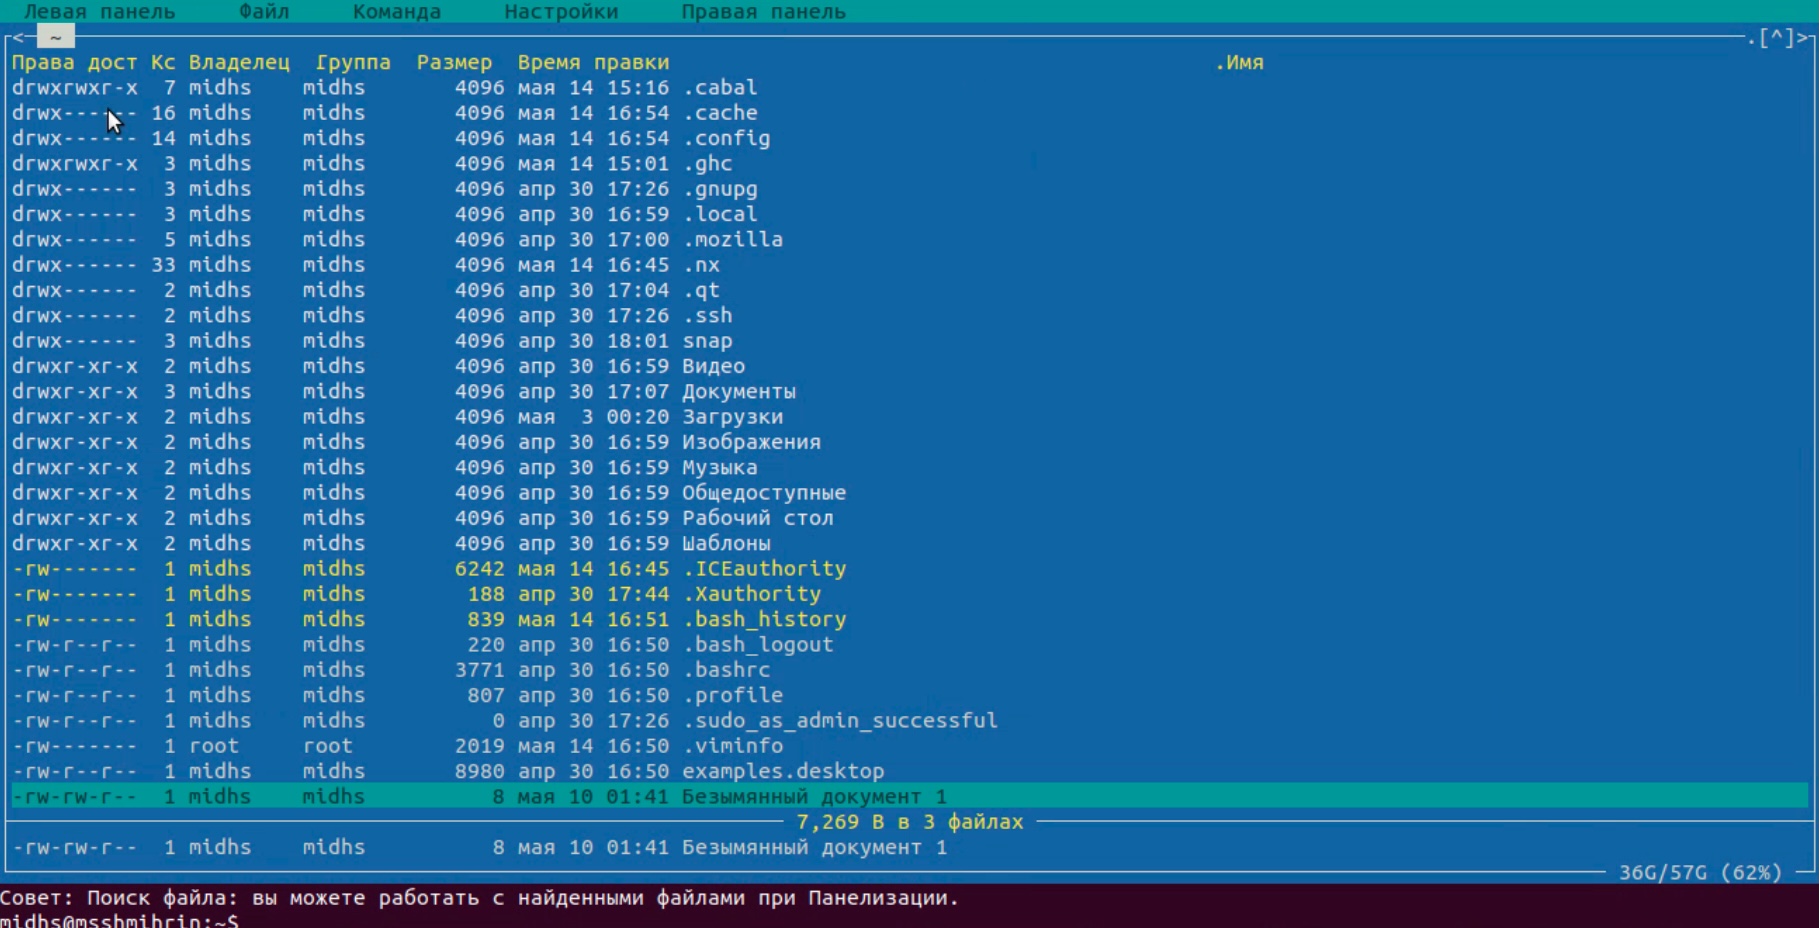 Левая панель Файл Команда Настройки Правая панель
<─ ~ .[^]>
Права дост Кс Владелец Группа Размер Время правки .Имя
drwxrwxr-x 7 midhs midhs 4096 мая 14 15:16 .cabal
drwx------ 16 midhs midhs 4096 мая 14 16:54 .cache
drwx------ 14 midhs midhs 4096 мая 14 16:54 .config
drwxrwxr-x 3 midhs midhs 4096 мая 14 15:01 .ghc
drwx------ 3 midhs midhs 4096 апр 30 17:26 .gnupg
drwx------ 3 midhs midhs 4096 апр 30 16:59 .local
drwx------ 5 midhs midhs 4096 апр 30 17:00 .mozilla
drwx------ 33 midhs midhs 4096 мая 14 16:45 .nx
drwx------ 2 midhs midhs 4096 апр 30 17:04 .qt
drwx------ 2 midhs midhs 4096 апр 30 17:26 .ssh
drwx------ 3 midhs midhs 4096 апр 30 18:01 snap
drwxr-xr-x 2 midhs midhs 4096 апр 30 16:59 Видео
drwxr-xr-x 3 midhs midhs 4096 апр 30 17:07 Документы
drwxr-xr-x 2 midhs midhs 4096 мая 3 00:20 Загрузки
drwxr-xr-x 2 midhs midhs 4096 апр 30 16:59 Изображения
drwxr-xr-x 2 midhs midhs 4096 апр 30 16:59 Музыка
drwxr-xr-x 2 midhs midhs 4096 апр 30 16:59 Общедоступные
drwxr-xr-x 2 midhs midhs 4096 апр 30 16:59 Рабочий стол
drwxr-xr-x 2 midhs midhs 4096 апр 30 16:59 Шаблоны
-rw------- 1 midhs midhs 6242 мая 14 16:45 .ICEauthority
-rw------- 1 midhs midhs 188 апр 30 17:44 .Xauthority
-rw------- 1 midhs midhs 839 мая 14 16:51 .bash_history
-rw-r--r-- 1 midhs midhs 220 апр 30 16:50 .bash_logout
-rw-r--r-- 1 midhs midhs 3771 апр 30 16:50 .bashrc
-rw-r--r-- 1 midhs midhs 807 апр 30 16:50 .profile
-rw-r--r-- 1 midhs midhs 0 апр 30 17:26 .sudo_as_admin_successful
-rw------- 1 root root 2019 мая 14 16:50 .viminfo
-rw-r--r-- 1 midhs midhs 8980 апр 30 16:50 examples.desktop
-rw-rw-r-- 1 midhs midhs 8 мая 10 01:41 Безымянный документ 1
7,269 B в 3 файлах
-rw-rw-r-- 1 midhs midhs 8 мая 10 01:41 Безымянный документ 1
36G/57G (62%)
Совет: Поиск файла: вы можете работать с найденными файлами при Панелизации.
midhs@msshmihrin:~$